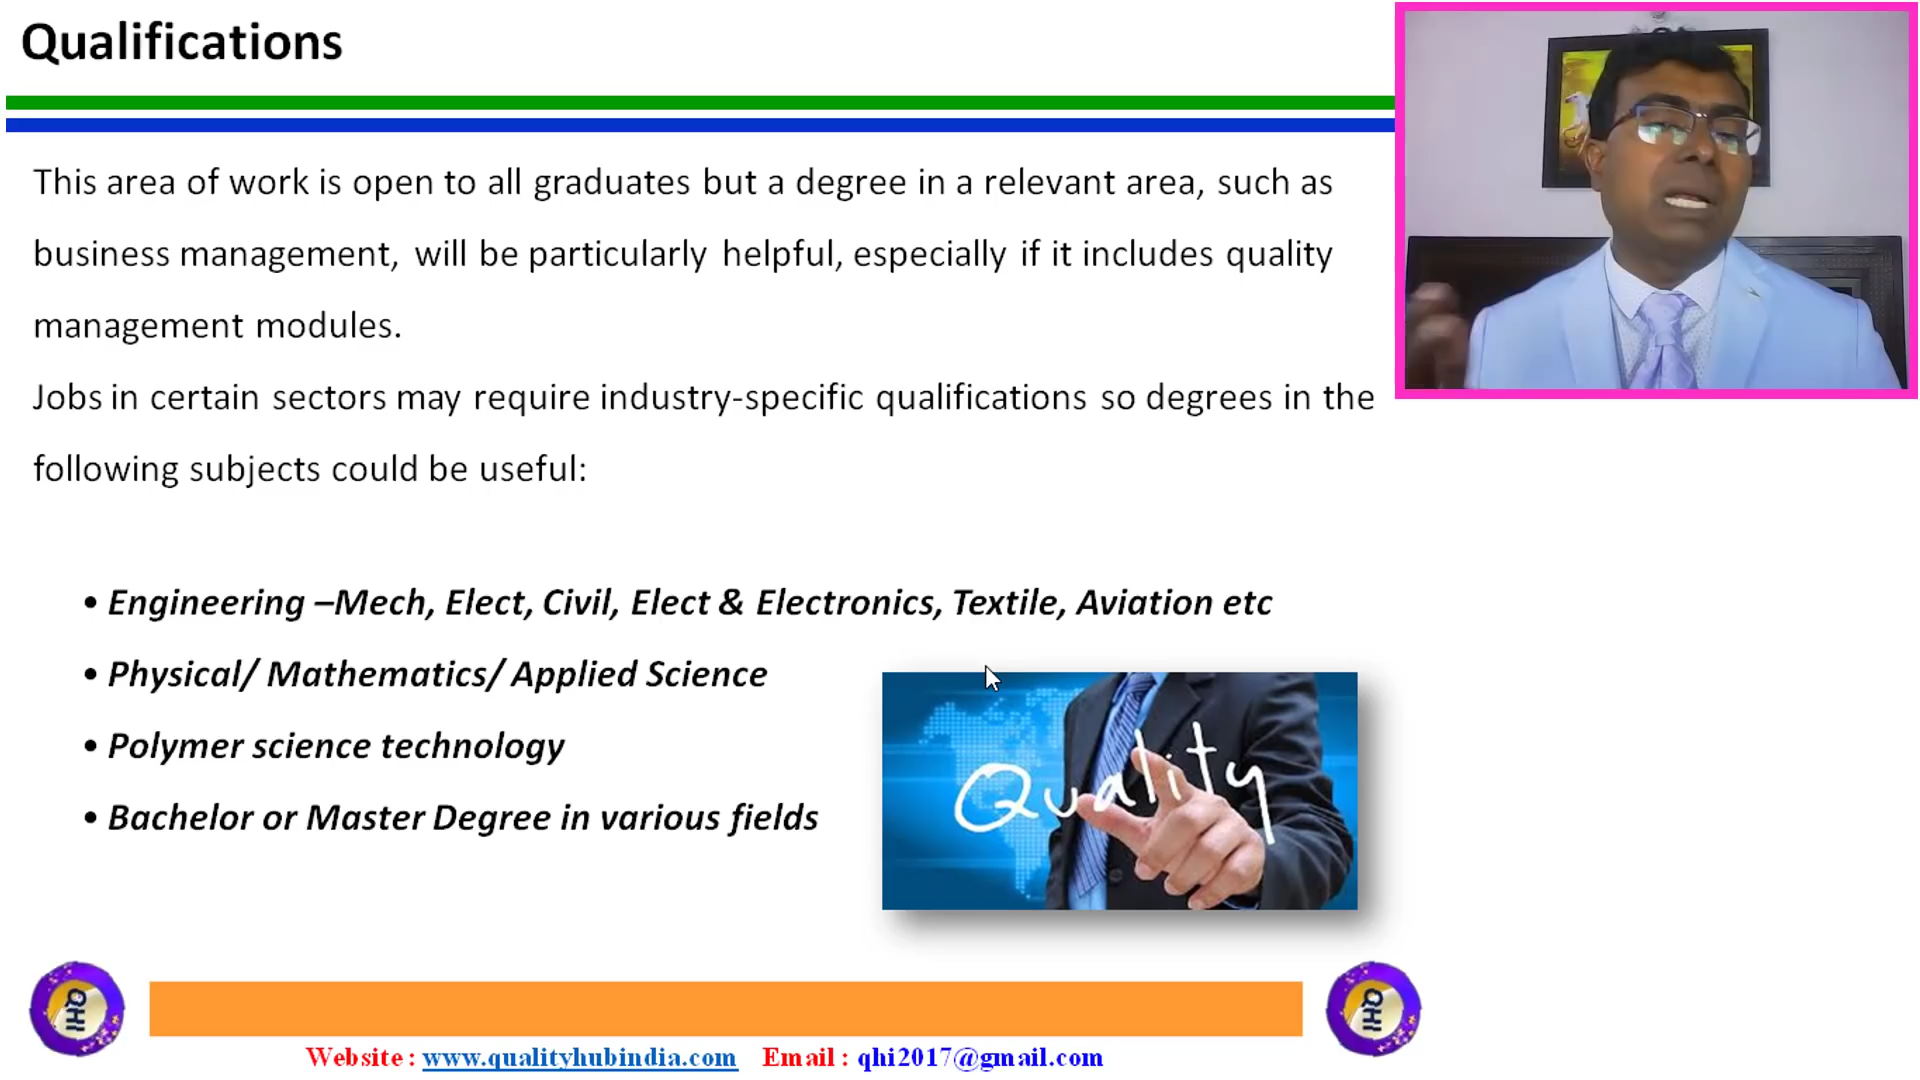 Qualifications
This area of work is open to all graduates but a degree in a relevant area, such as
business management, will be particularly helpful, especially if it includes quality
management modules.
Jobs in certain sectors may require industry-specific qualifications so degrees in the
following subjects could be useful:
• Engineering –Mech, Elect, Civil, Elect & Electronics, Textile, Aviation etc
• Physical/ Mathematics/ Applied Science
• Polymer science technology
• Bachelor or Master Degree in various fields
Quality
QHI
QHI
Website : www.qualityhubindia.com Email : qhi2017@gmail.com